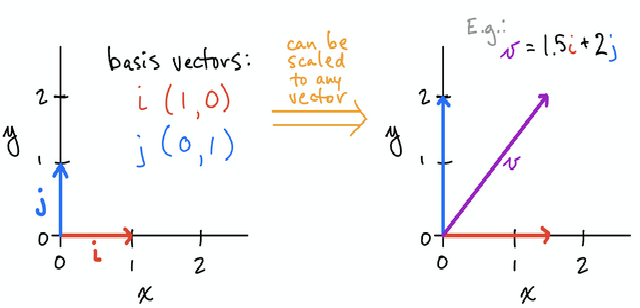 basis vectors:
i (1,0)
j (0,1)
y
2
1
0
j
i
0
1
2
x
can be
scaled
to any
vector
E.g.:
v = 1.5i + 2j
y
2
1
0
v
0
1
2
x